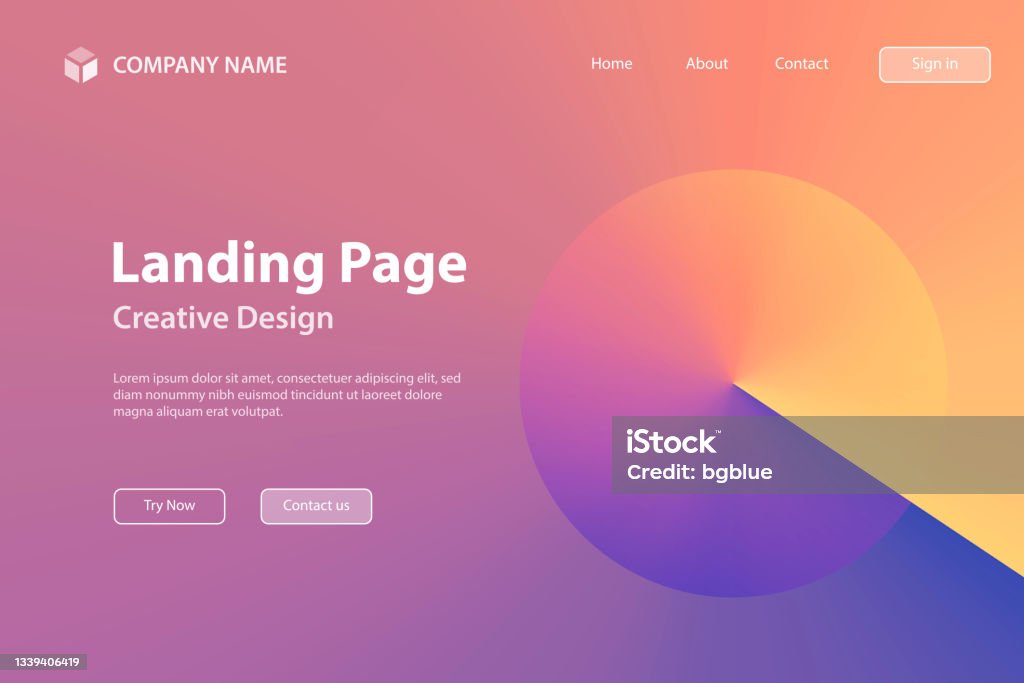 COMPANY NAME
Home About Contact Sign in
Landing Page
Creative Design
Lorem ipsum dolor sit amet, consectetuer adipiscing elit, sed
diam nonummy nibh euismod tincidunt ut laoreet dolore
magna aliquam erat volutpat.
iStock™
Credit: bgblue
Try Now Contact us
1339406419